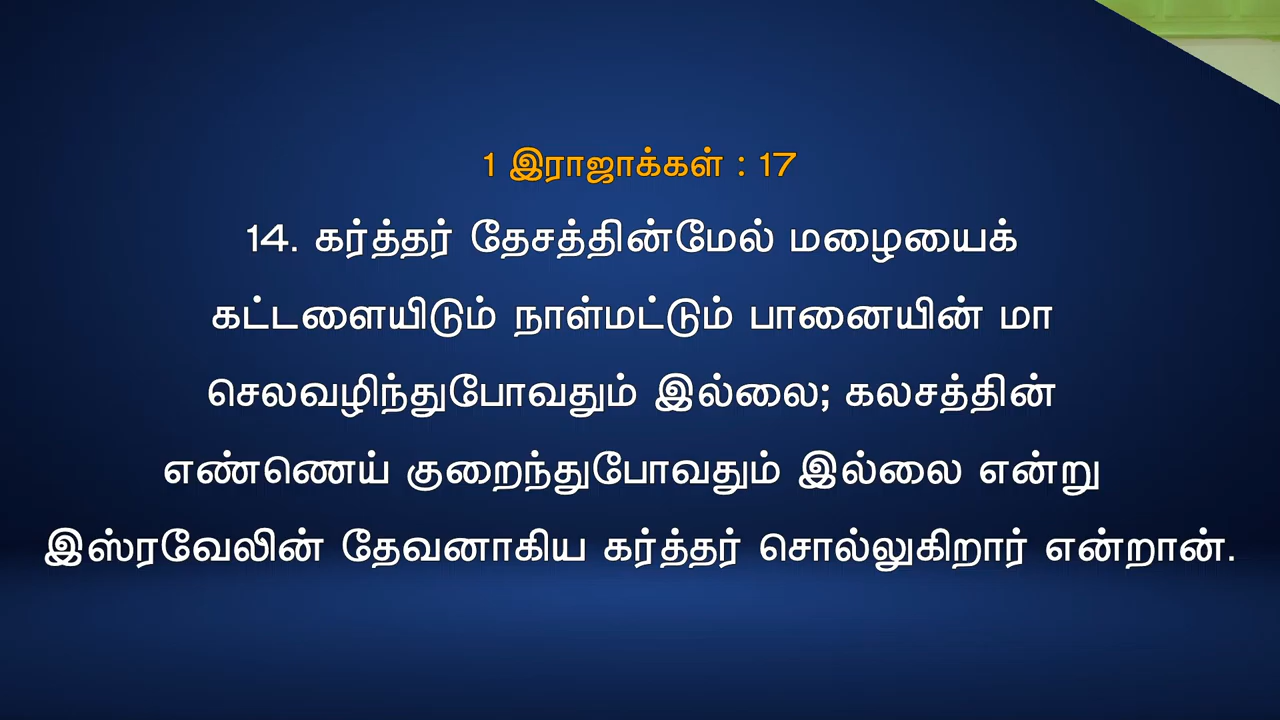 1 இராஜாக்கள் : 17
14. கர்த்தர் தேசத்தின்மேல் மழையைக்
கட்டளையிடும் நாள்மட்டும் பானையின் மா
செலவழிந்துபோவதும் இல்லை; கலசத்தின்
எண்ணெய் குறைந்துபோவதும் இல்லை என்று
இஸ்ரவேலின் தேவனாகிய கர்த்தர் சொல்லுகிறார் என்றான்.